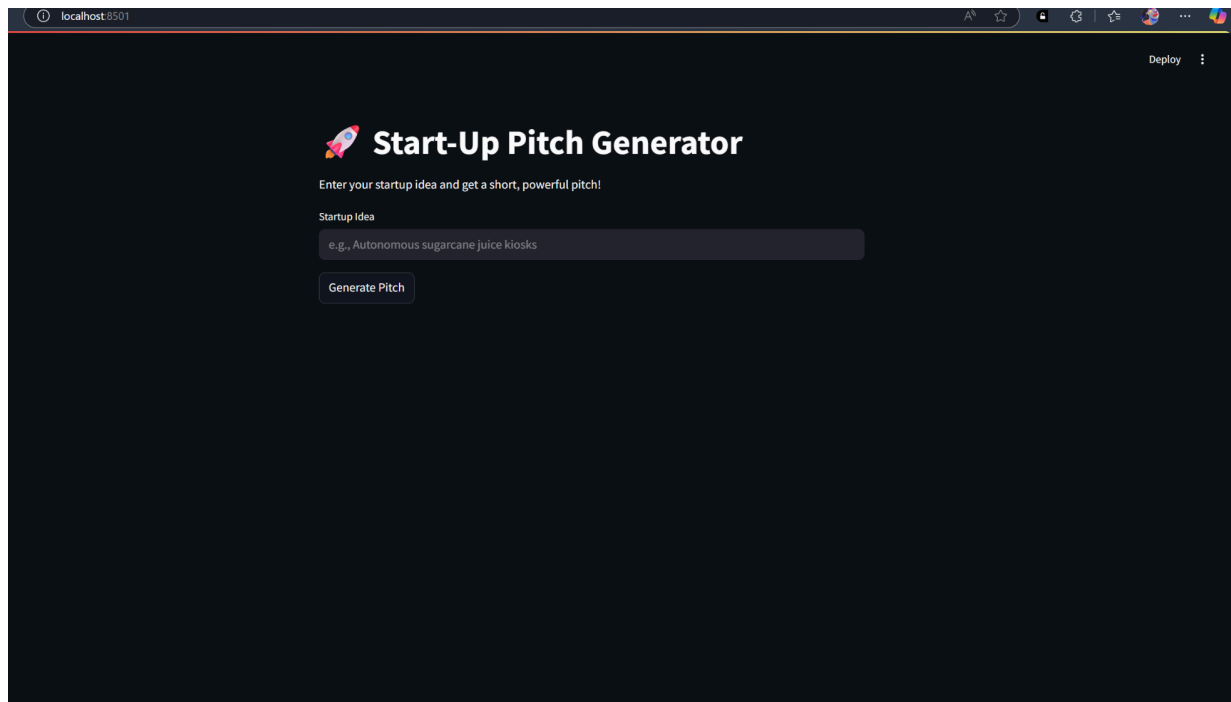 localhost:8501
Deploy
🚀 Start-Up Pitch Generator
Enter your startup idea and get a short, powerful pitch!
Startup Idea
e.g., Autonomous sugarcane juice kiosks
Generate Pitch